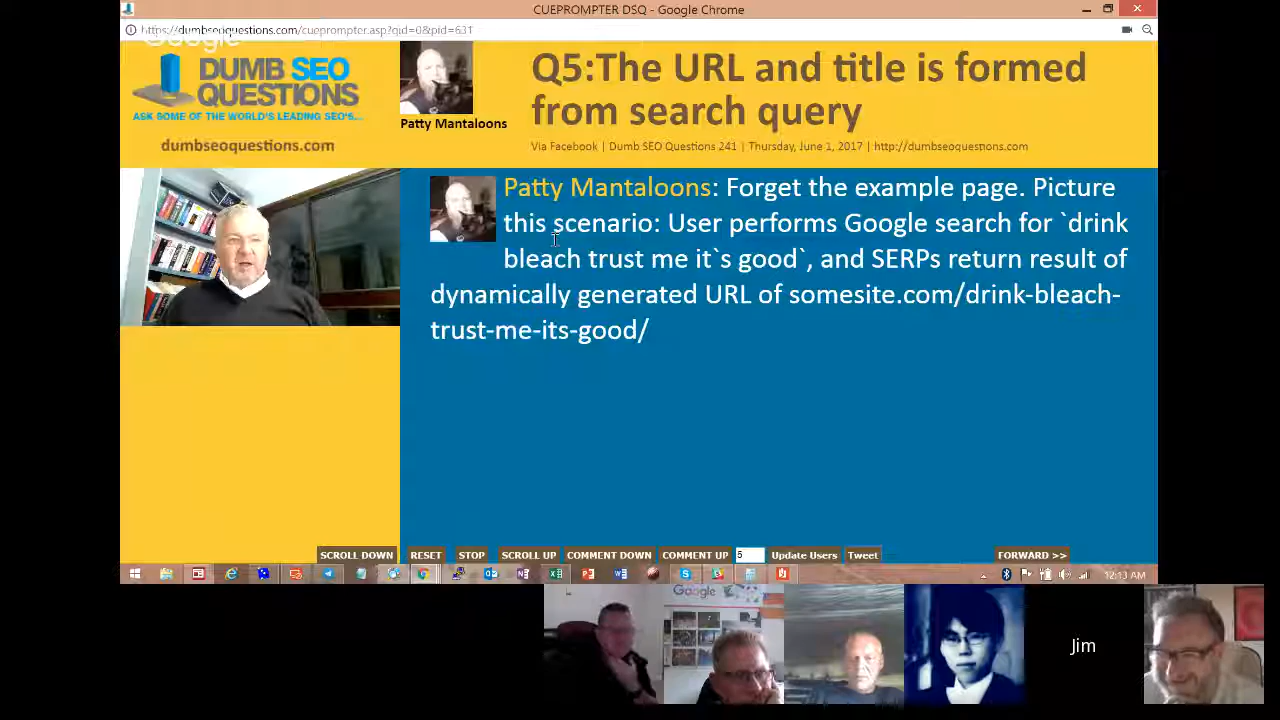 CUEPROMPTER DSQ - Google Chrome
https://dumbseoquestions.com/cueprompter.asp?qid=0&pid=631
Google
DUMB SEO
QUESTIONS
ASK SOME OF THE WORLD'S LEADING SEO'S...
dumbseoquestions.com
Patty Mantaloons
Q5:The URL and title is formed
from search query
Via Facebook | Dumb SEO Questions 241 | Thursday, June 1, 2017 | http://dumbseoquestions.com
Patty Mantaloons: Forget the example page. Picture
this scenario: User performs Google search for `drink
bleach trust me it`s good`, and SERPs return result of
dynamically generated URL of somesite.com/drink-bleach-
trust-me-its-good/
SCROLL DOWN RESET STOP SCROLL UP COMMENT DOWN COMMENT UP 5 Update Users Tweet FORWARD >>
12:13 AM
Google
Jim